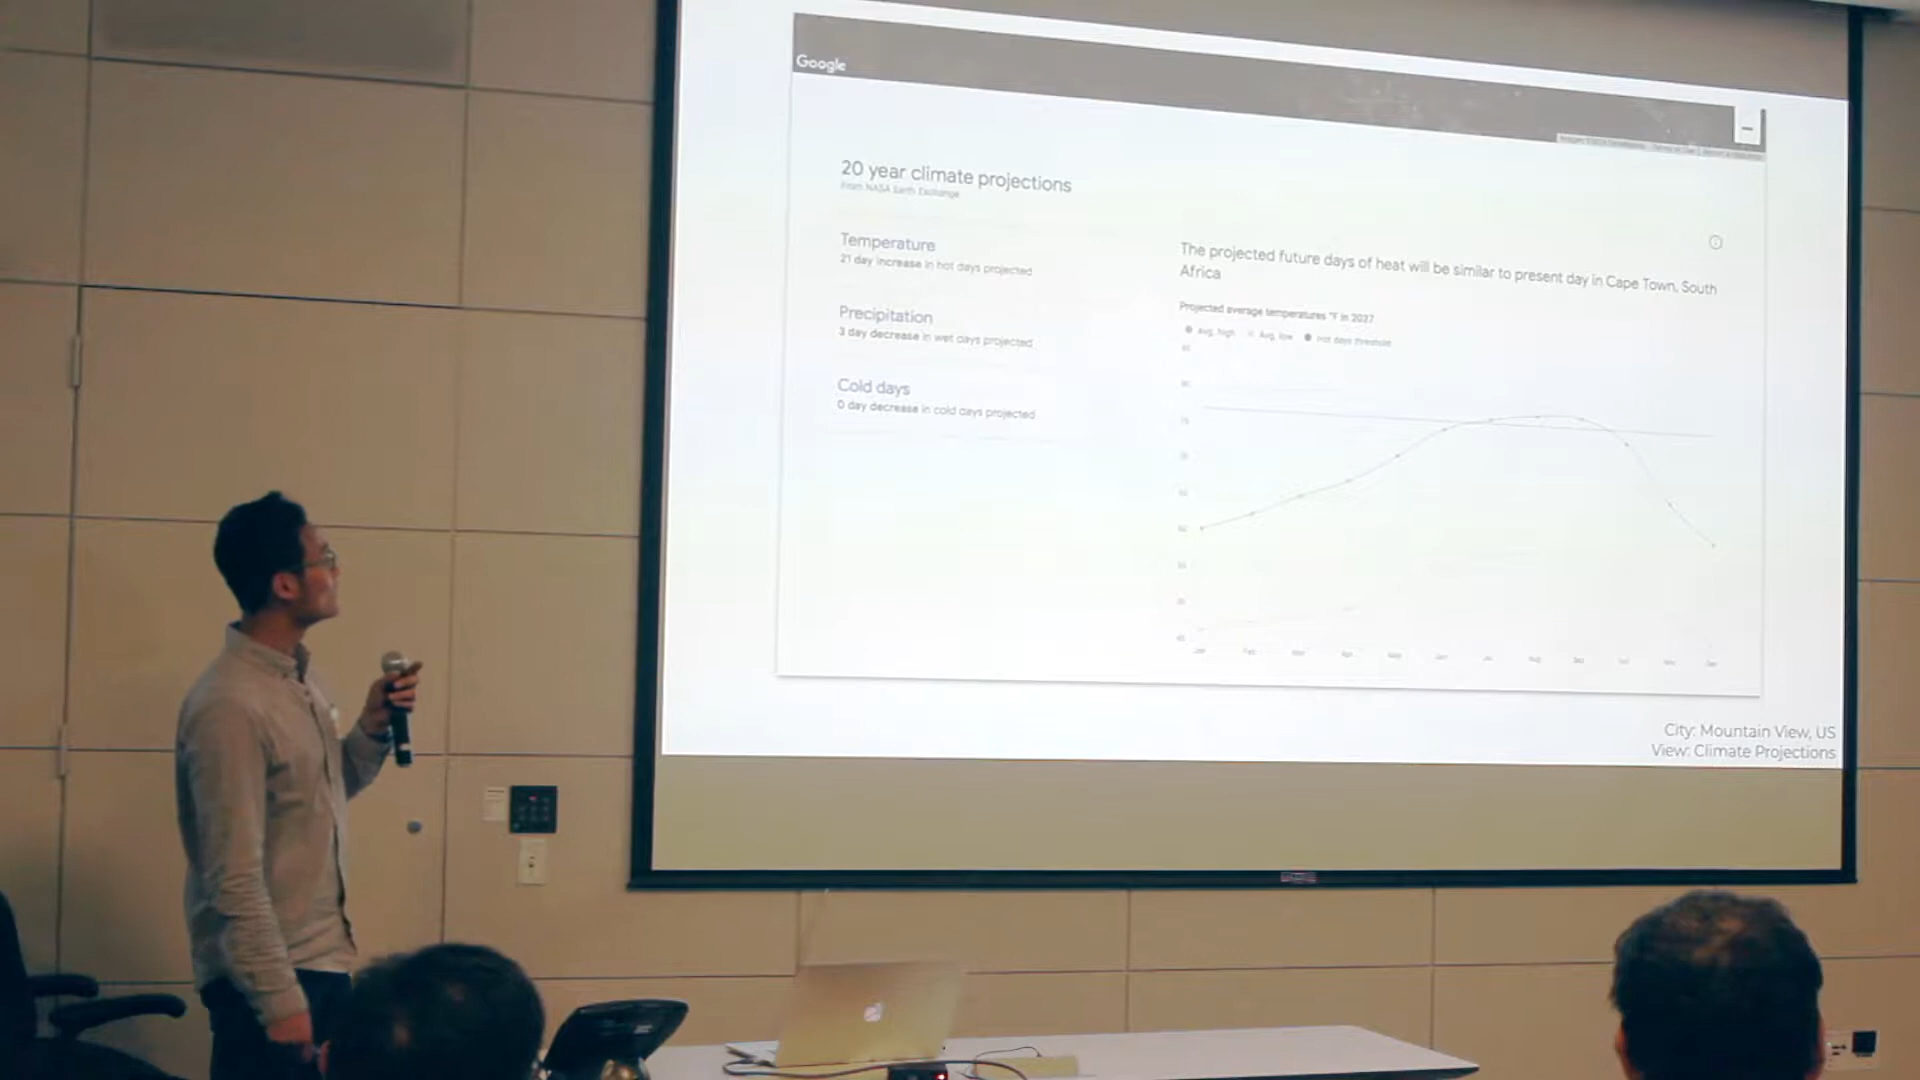 Google
20 year climate projections
From NASA Earth Exchange
Temperature
21 day increase in hot days projected
Precipitation
3 day decrease in wet days projected
Cold days
0 day decrease in cold days projected
The projected future days of heat will be similar to present day in Cape Town, South
Africa
Projected average temperatures °F in 2037
Avg. high Avg. low Hot days threshold
City: Mountain View, US
View: Climate Projections